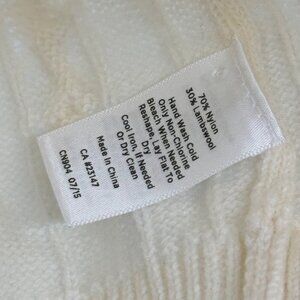 70% Nylon
30% Lambswool
Hand Wash Cold
Only Non-Chlorine
Bleach When Needed
Reshape, Lay Flat To
Dry
Cool Iron, If Needed
Or Dry Clean
Made in China
CA #23147
CN904 07/15